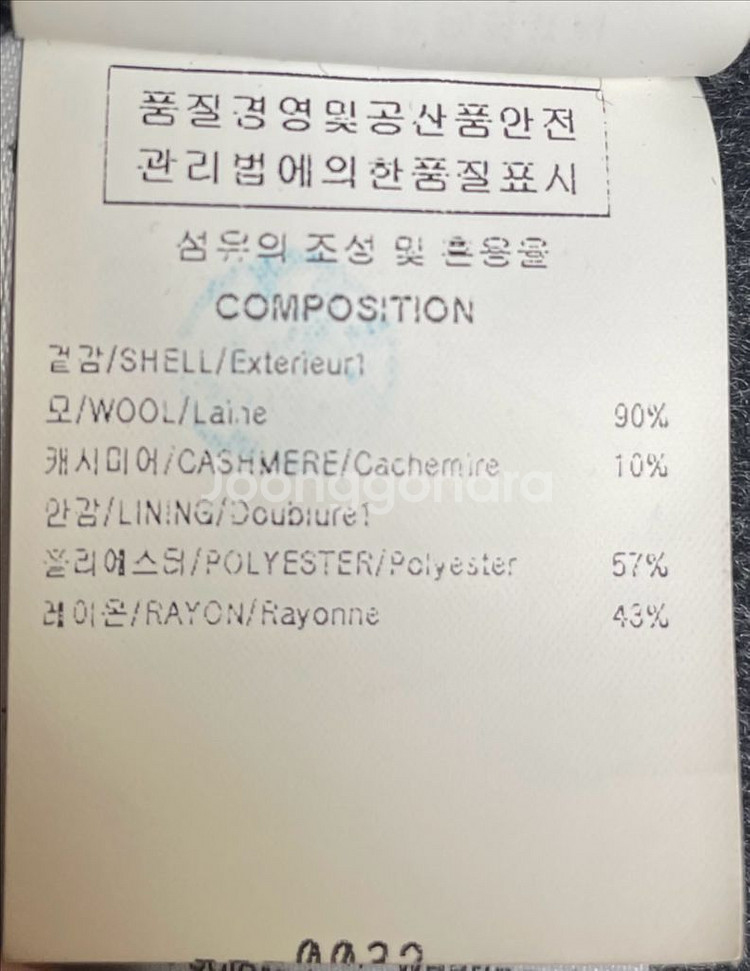 품질경영및공산품안전
관리법에의한품질표시
섬유의 조성 및 혼용율
COMPOSITION
겉감/SHELL/Exterieur1
모/WOOL/Laine 90%
캐시미어/CASHMERE/Cachemire 10%
Joonggonara
안감/LINING/Doublure1
폴리에스터/POLYESTER/Polyester 57%
레이온/RAYON/Rayonne 43%